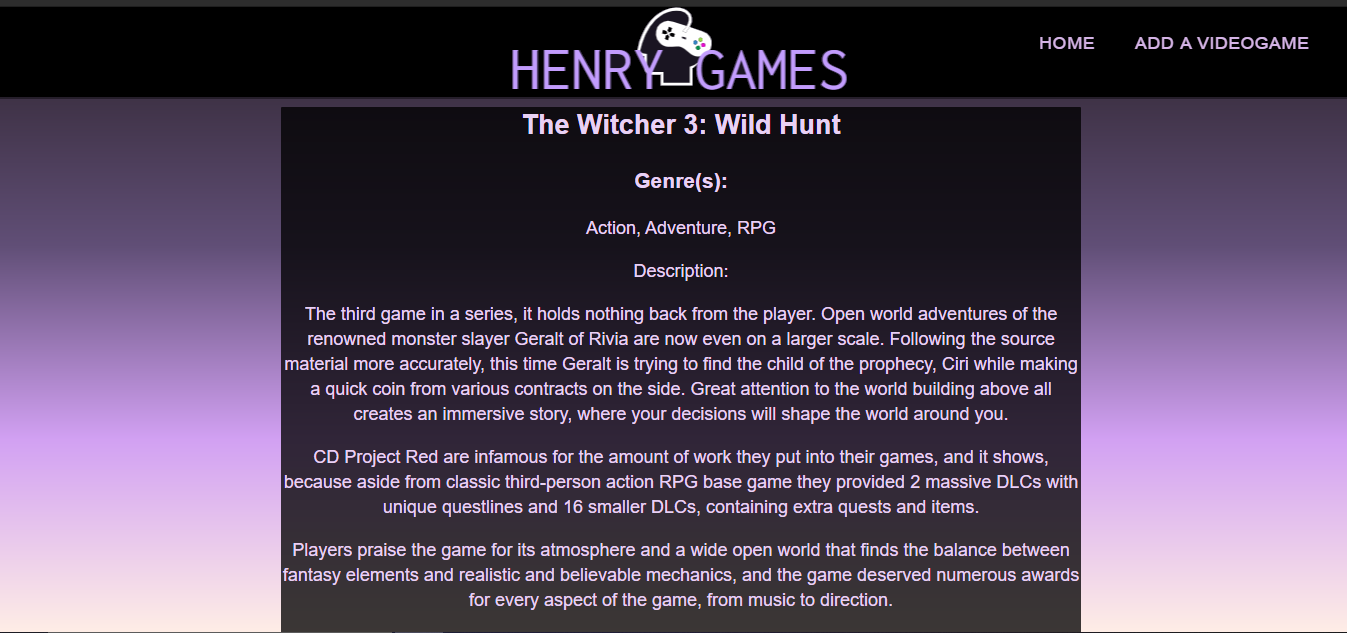 HENRY GAMES
HOME
ADD A VIDEOGAME
The Witcher 3: Wild Hunt
Genre(s):
Action, Adventure, RPG
Description:
The third game in a series, it holds nothing back from the player. Open world adventures of the
renowned monster slayer Geralt of Rivia are now even on a larger scale. Following the source
material more accurately, this time Geralt is trying to find the child of the prophecy, Ciri while making
a quick coin from various contracts on the side. Great attention to the world building above all
creates an immersive story, where your decisions will shape the world around you.
CD Project Red are infamous for the amount of work they put into their games, and it shows,
because aside from classic third-person action RPG base game they provided 2 massive DLCs with
unique questlines and 16 smaller DLCs, containing extra quests and items.
Players praise the game for its atmosphere and a wide open world that finds the balance between
fantasy elements and realistic and believable mechanics, and the game deserved numerous awards
for every aspect of the game, from music to direction.